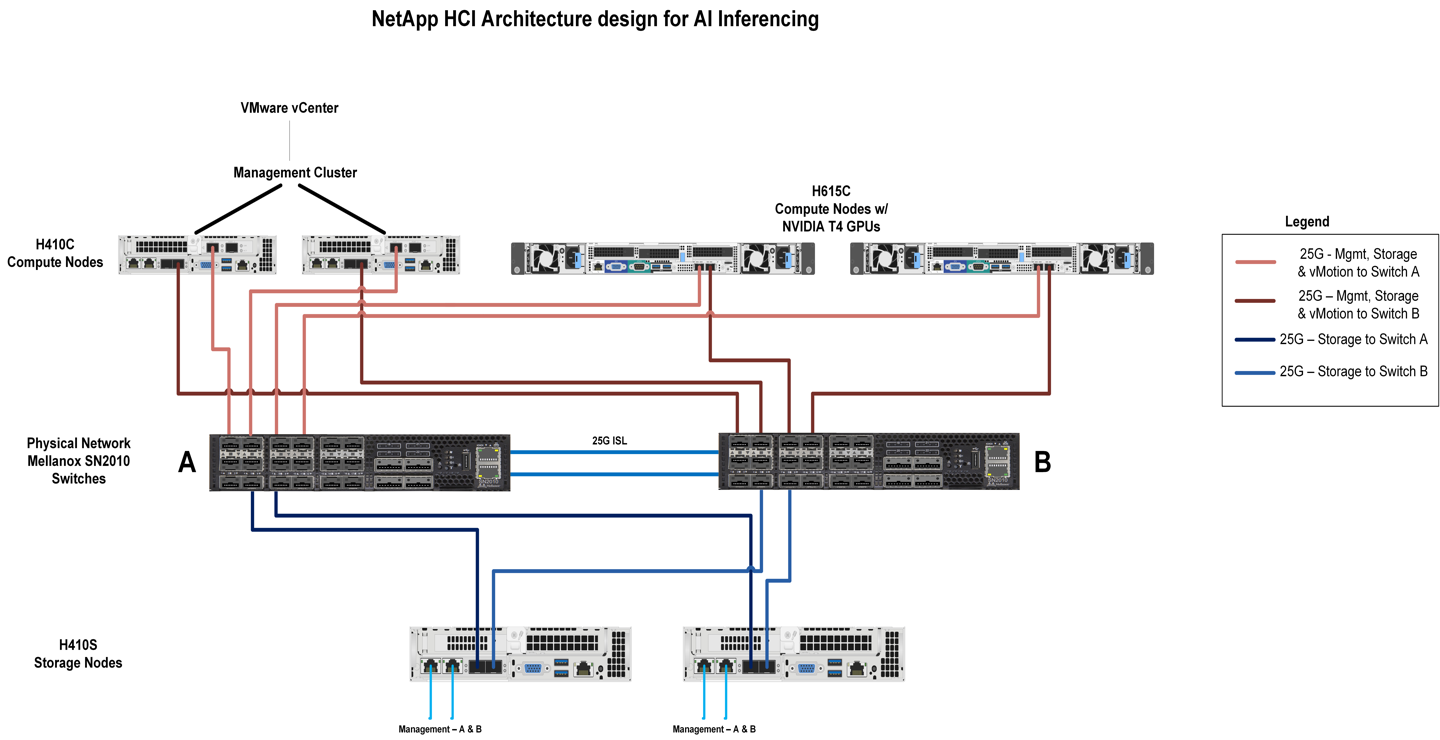 NetApp HCI Architecture design for AI Inferencing
VMware vCenter
Management Cluster
H410C
Compute Nodes
H615C
Compute Nodes w/
NVIDIA T4 GPUs
Legend
25G - Mgmt, Storage
& vMotion to Switch A
25G – Mgmt, Storage
& vMotion to Switch B
25G – Storage to Switch A
25G – Storage to Switch B
Physical Network
Mellanox SN2010
Switches
A
25G ISL
B
SN2010
SN2010
H410S
Storage Nodes
Management – A & B
Management – A & B